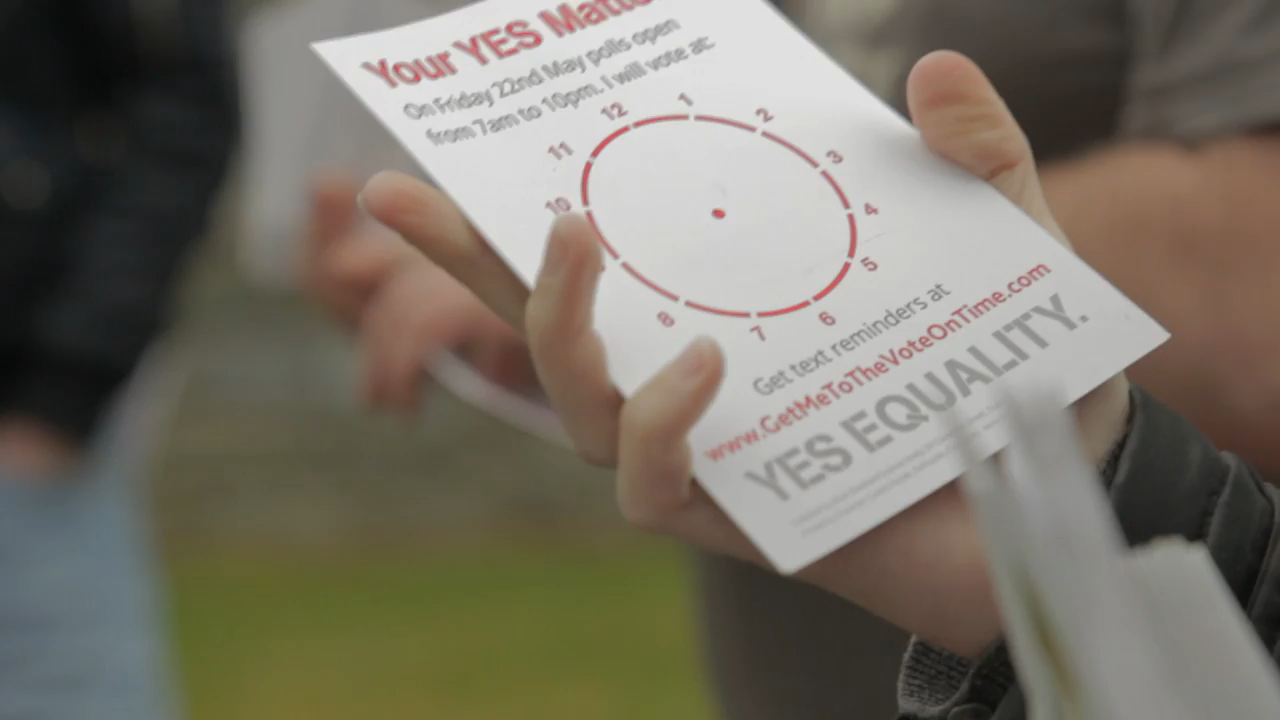 Your YES Matte
On Friday 22nd May polls open
from 7am to 10pm. I will vote at:
12
1
2
3
4
5
6
7
8
10
11
Get text reminders at
www.GetMeToTheVoteOnTime.com
YES EQUALITY.